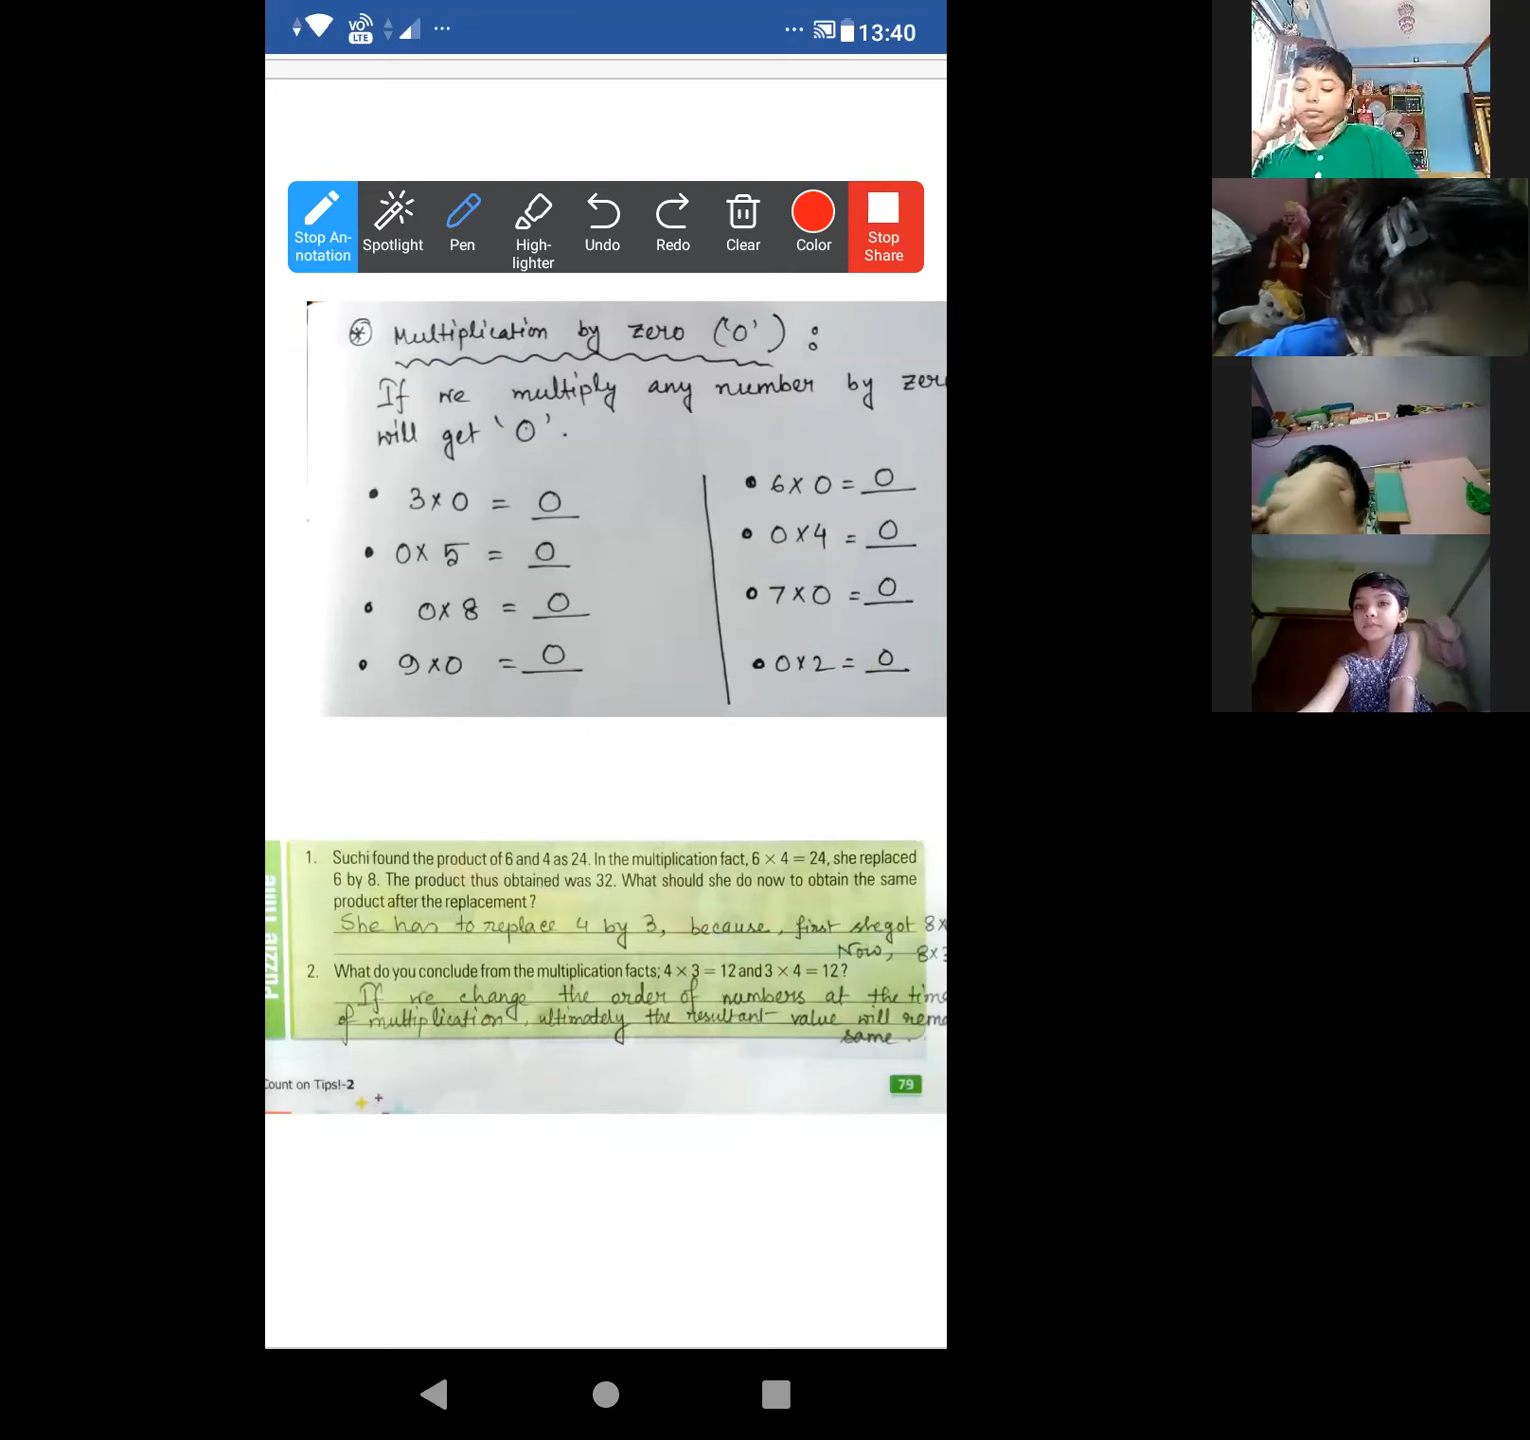 VO
LTE
... ... 13:40
Stop An-
notation
Spotlight
Pen
High-
lighter
Undo
Redo
Clear
Color
Stop
Share
Multiplication by zero ('0') :
If we multiply any number by
will get '0'.
• 3 × 0 = 0
• 0 × 5 = 0
• 0 × 8 = 0
• 9 × 0 = 0
• 6 × 0 = 0
• 0 × 4 = 0
• 7 × 0 = 0
• 0 × 2 = 0
Puzzle Time
1. Suchi found the product of 6 and 4 as 24. In the multiplication fact, 6 × 4 = 24, she replaced
6 by 8. The product thus obtained was 32. What should she do now to obtain the same
product after the replacement?
She has to replace 4 by 3, because, first she got 8×
Now, 8×3
2. What do you conclude from the multiplication facts; 4 × 3 = 12 and 3 × 4 = 12?
If we change the order of numbers at the time
of multiplication, ultimately the resultant value will
same.
Count on Tips!-2
79